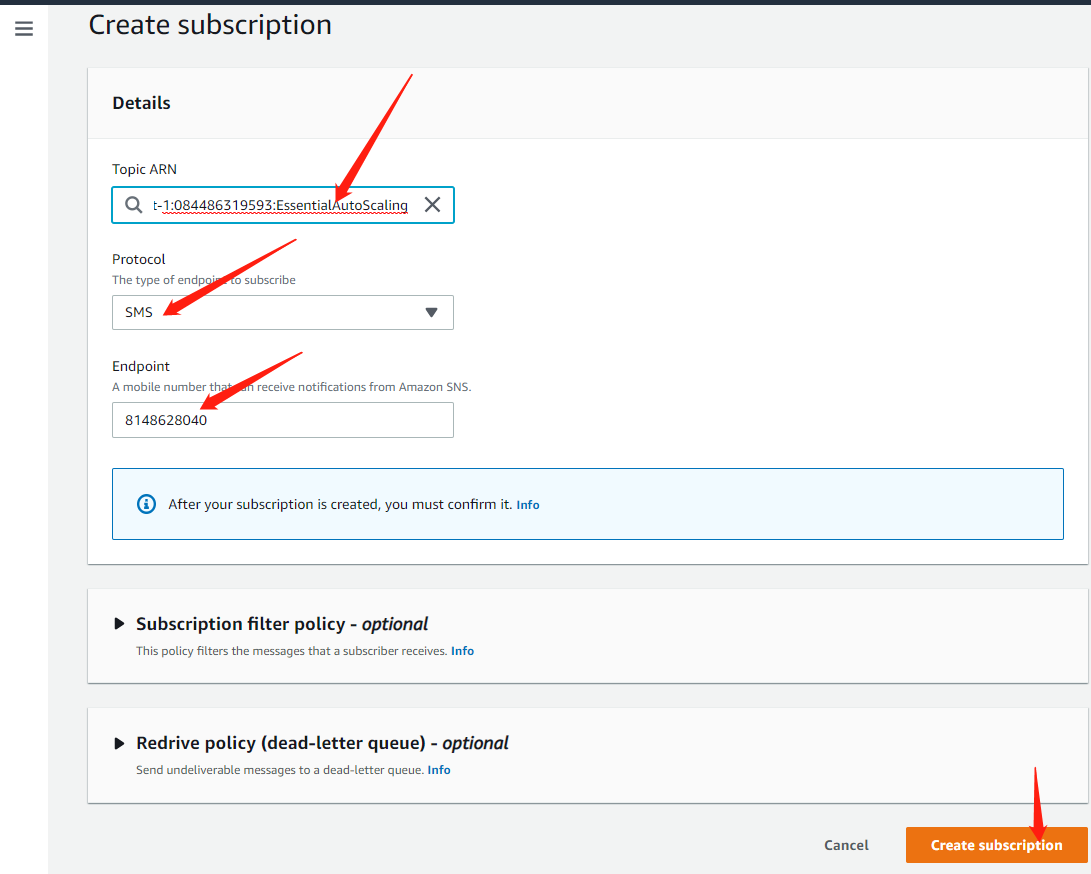 Create subscription
Details
Topic ARN
t-1:084486319593:EssentialAutoScaling
Protocol
The type of endpoint to subscribe
SMS
Endpoint
A mobile number that can receive notifications from Amazon SNS.
8148628040
After your subscription is created, you must confirm it. Info
Subscription filter policy - optional
This policy filters the messages that a subscriber receives. Info
Redrive policy (dead-letter queue) - optional
Send undeliverable messages to a dead-letter queue. Info
Cancel
Create subscription